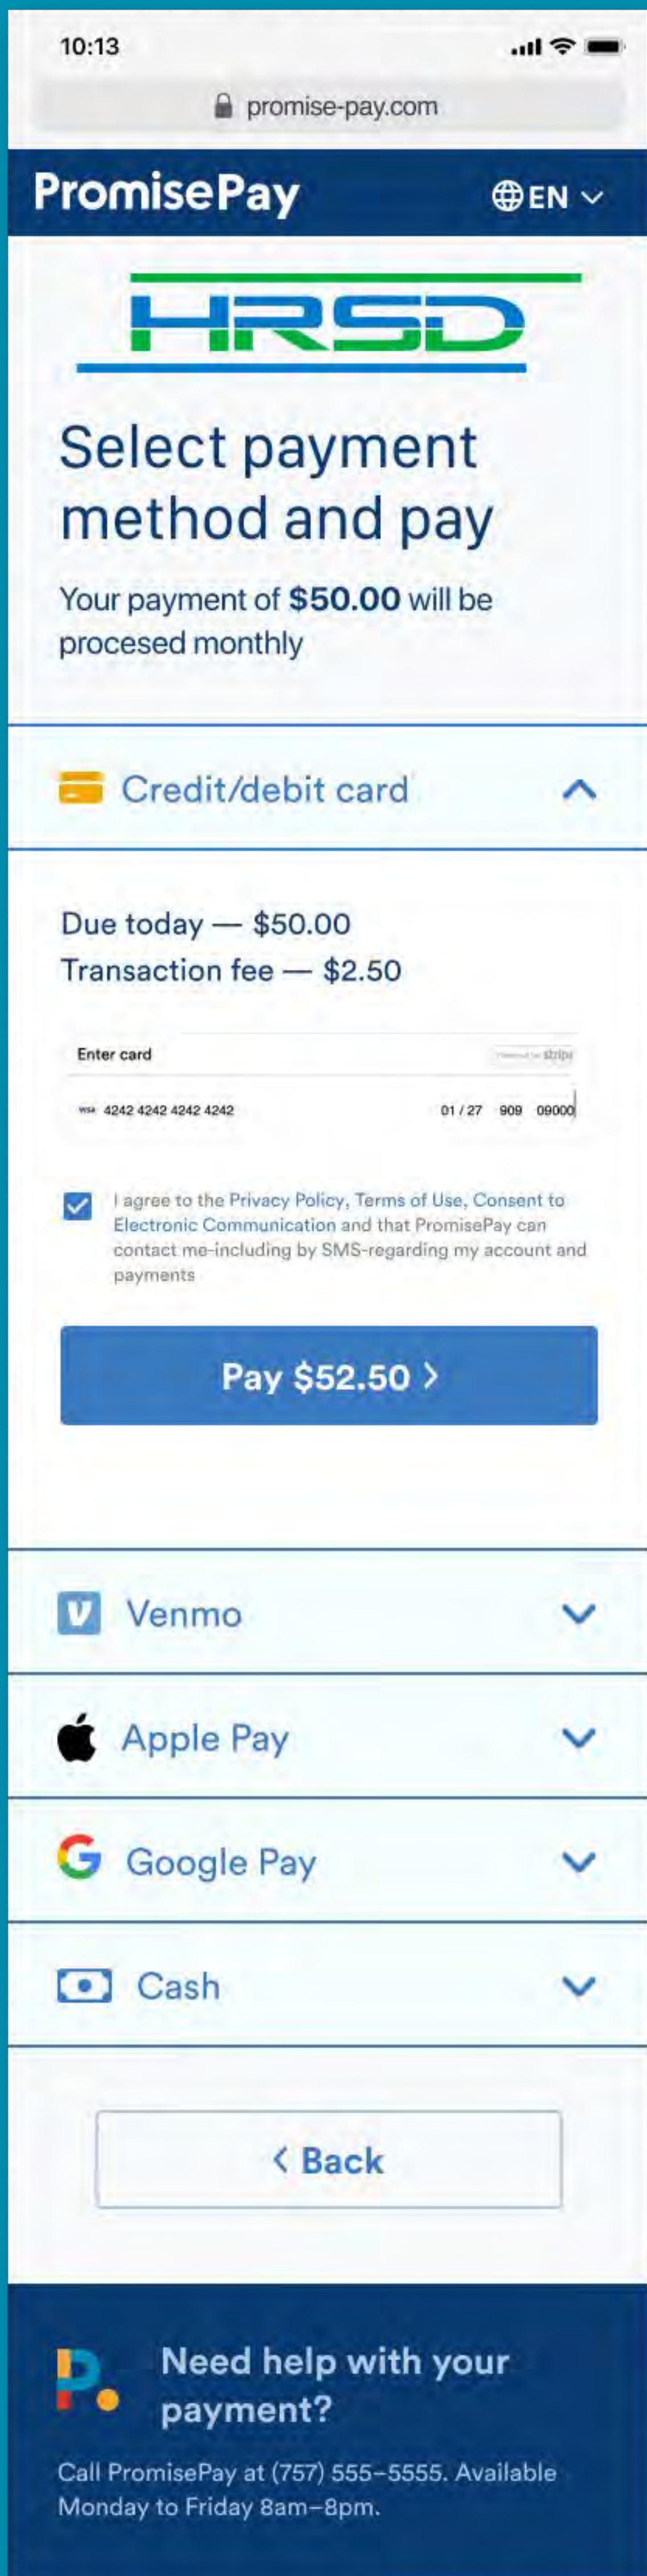 10:13
promise-pay.com
PromisePay
EN
HRSD
Select payment
method and pay
Your payment of $50.00 will be
procesed monthly
Credit/debit card
Due today — $50.00
Transaction fee — $2.50
Enter card
stripe
VISA 4242 4242 4242 4242 01 / 27 909 09000
I agree to the Privacy Policy, Terms of Use, Consent to
Electronic Communication and that PromisePay can
contact me-including by SMS-regarding my account and
payments
Pay $52.50 >
Venmo
Apple Pay
Google Pay
Cash
< Back
Need help with your
payment?
Call PromisePay at (757) 555–5555. Available
Monday to Friday 8am–8pm.